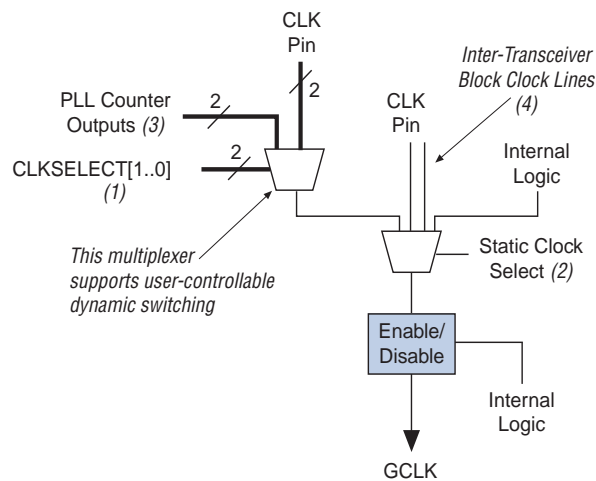 CLK
Pin
2
PLL Counter
Outputs (3)
2
CLKSELECT[1..0]
(1)
2
This multiplexer
supports user-controllable
dynamic switching
Inter-Transceiver
Block Clock Lines
(4)
CLK
Pin
Internal
Logic
Static Clock
Select (2)
Enable/
Disable
Internal
Logic
GCLK